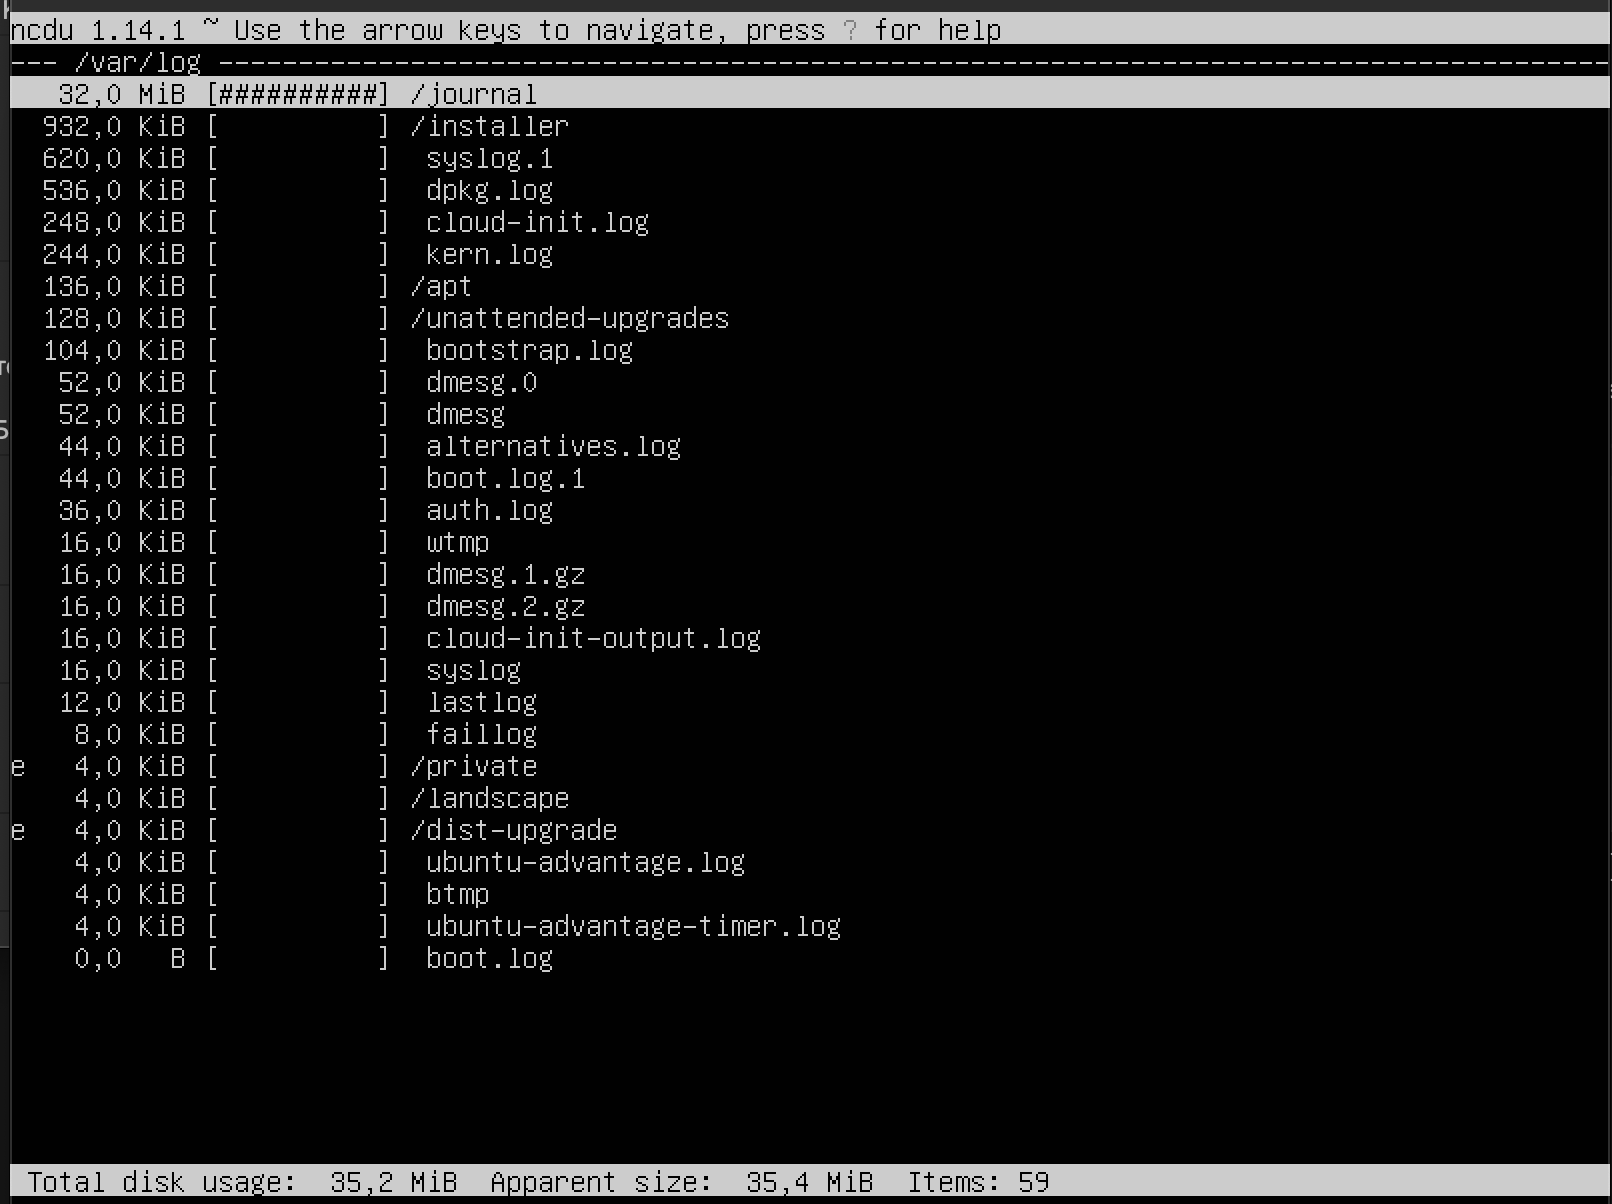 ncdu 1.14.1 ~ Use the arrow keys to navigate, press ? for help
--- /var/log ---------------------------------------------------------------------------------------
32,0 MiB [##########] /journal
932,0 KiB [          ] /installer
620,0 KiB [          ]  syslog.1
536,0 KiB [          ]  dpkg.log
248,0 KiB [          ]  cloud-init.log
244,0 KiB [          ]  kern.log
136,0 KiB [          ] /apt
128,0 KiB [          ] /unattended-upgrades
104,0 KiB [          ]  bootstrap.log
52,0 KiB [          ]  dmesg.0
52,0 KiB [          ]  dmesg
44,0 KiB [          ]  alternatives.log
44,0 KiB [          ]  boot.log.1
36,0 KiB [          ]  auth.log
16,0 KiB [          ]  wtmp
16,0 KiB [          ]  dmesg.1.gz
16,0 KiB [          ]  dmesg.2.gz
16,0 KiB [          ]  cloud-init-output.log
16,0 KiB [          ]  syslog
12,0 KiB [          ]  lastlog
8,0 KiB [          ]  faillog
e   4,0 KiB [          ] /private
4,0 KiB [          ] /landscape
e   4,0 KiB [          ] /dist-upgrade
4,0 KiB [          ]  ubuntu-advantage.log
4,0 KiB [          ]  btmp
4,0 KiB [          ]  ubuntu-advantage-timer.log
0,0   B [          ]  boot.log
Total disk usage:  35,2 MiB  Apparent size:  35,4 MiB  Items: 59